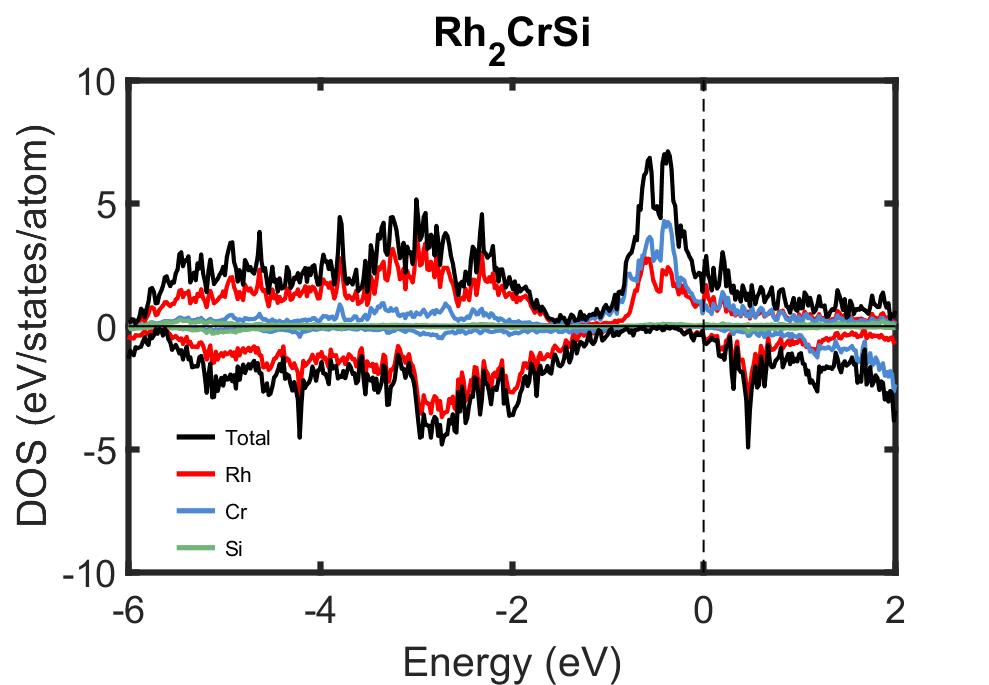 Rh₂CrSi
10
5
0
-5
-10
DOS (eV/states/atom)
Total
Rh
Cr
Si
-6
-4
-2
0
2
Energy (eV)